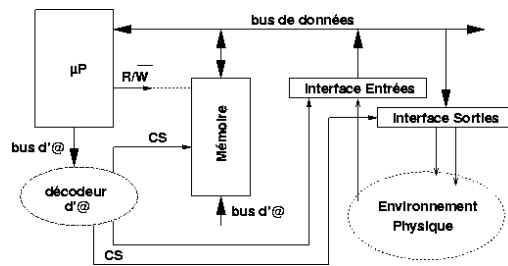 bus de données
µP
R/W̅
Interface Entrées
Mémoire
Interface Sorties
bus d'@
CS
décodeur
d'@
bus d'@
Environnement
Physique
CS